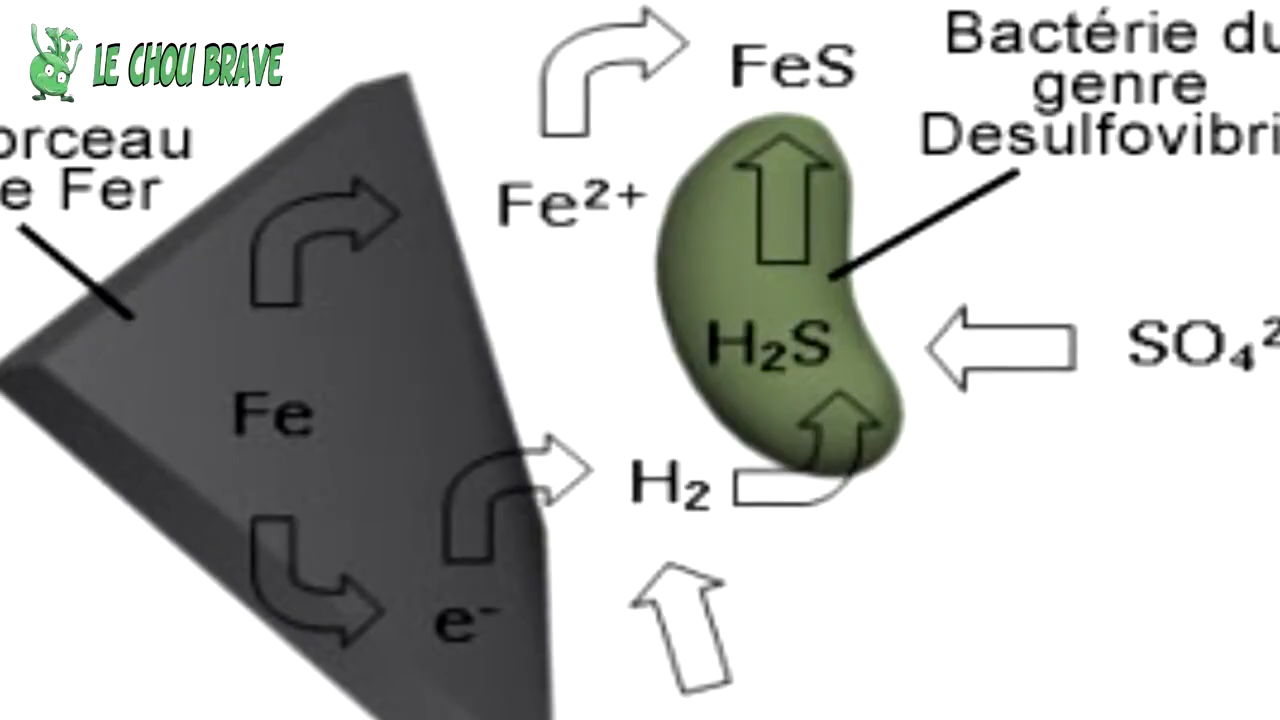 LE CHOU BRAVE
Bactérie du
genre
Desulfovibri
orceau
e Fer
FeS
Fe²⁺
H₂S
SO₄²
Fe
H₂
e⁻